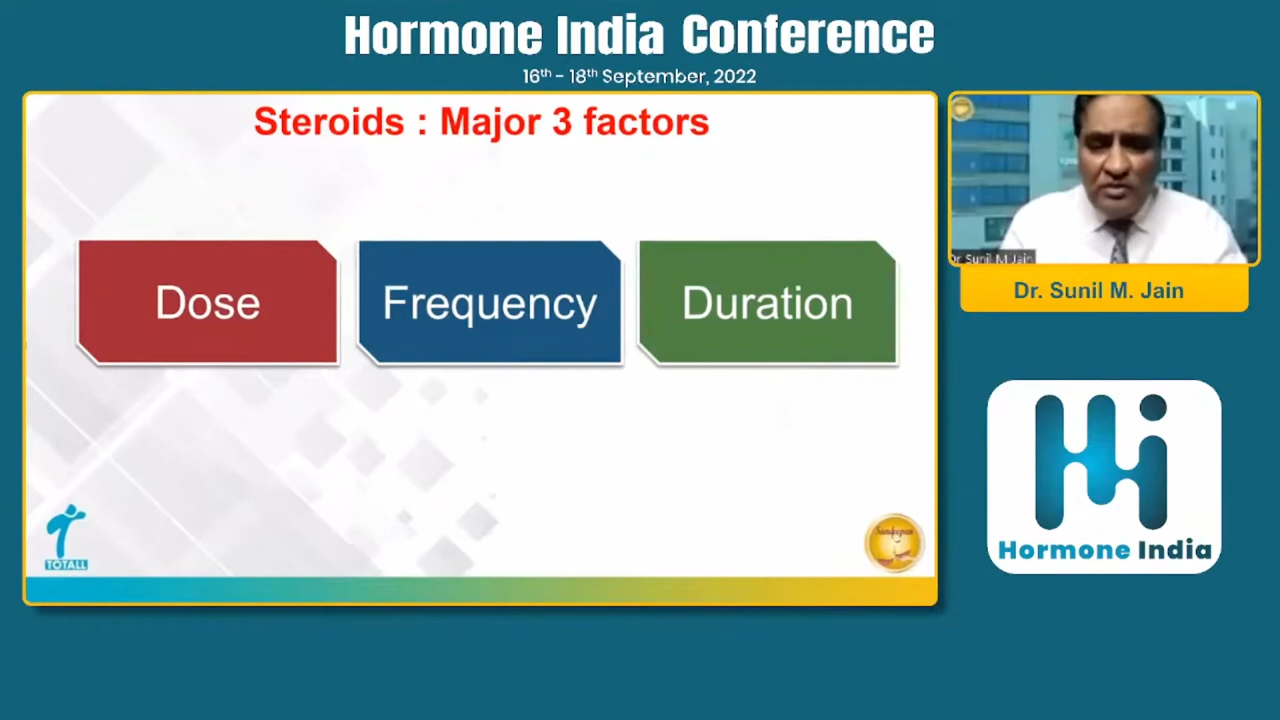 Hormone India Conference
16th - 18th September, 2022
Steroids : Major 3 factors
Dose
Frequency
Duration
Dr Sunil M Jain
Dr. Sunil M. Jain
Hormone India
TOTALL
Sandeepan